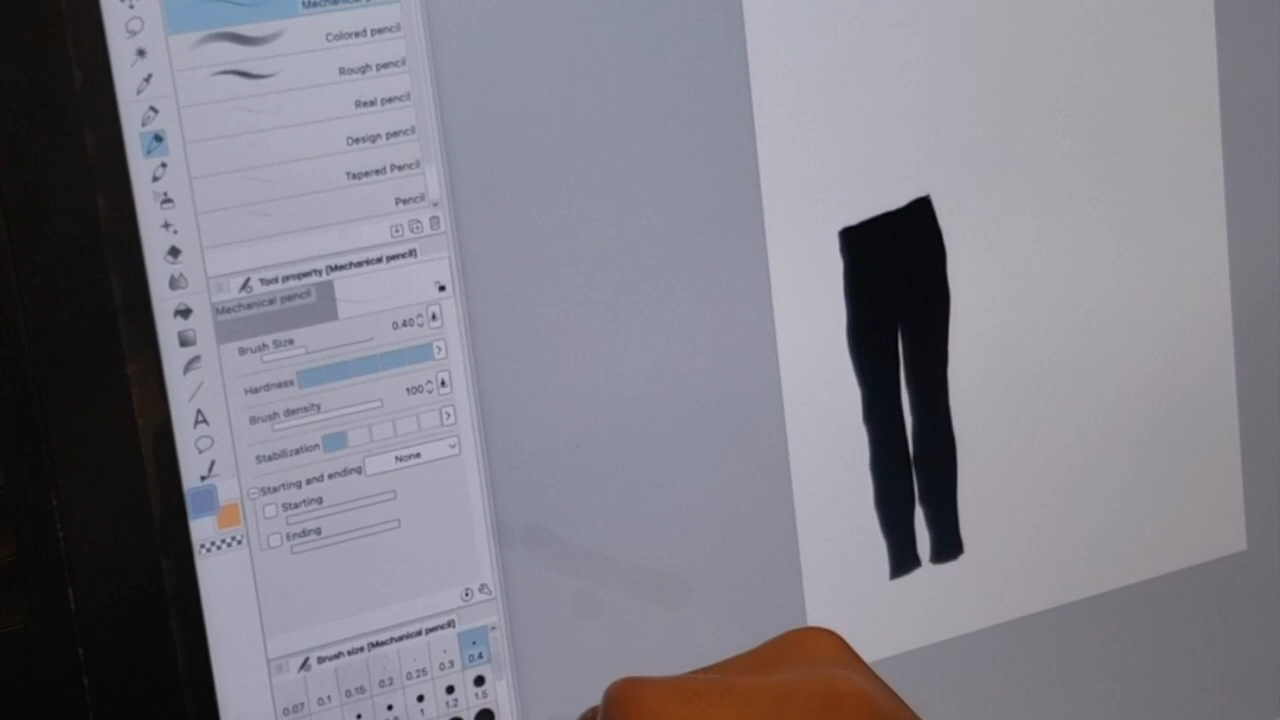 Mechanical p
Colored pencil
Rough pencil
Real pencil
Design pencil
Tapered Pencil
Pencil
Tool property [Mechanical pencil]
Mechanical pencil
Brush Size 0.40
Hardness
Brush density 100
Stabilization
Starting and ending None
Starting
Ending
A
Brush size [Mechanical pencil]
0.07 0.1 0.15 0.2 0.25 0.3 0.4
1 1.2 1.5